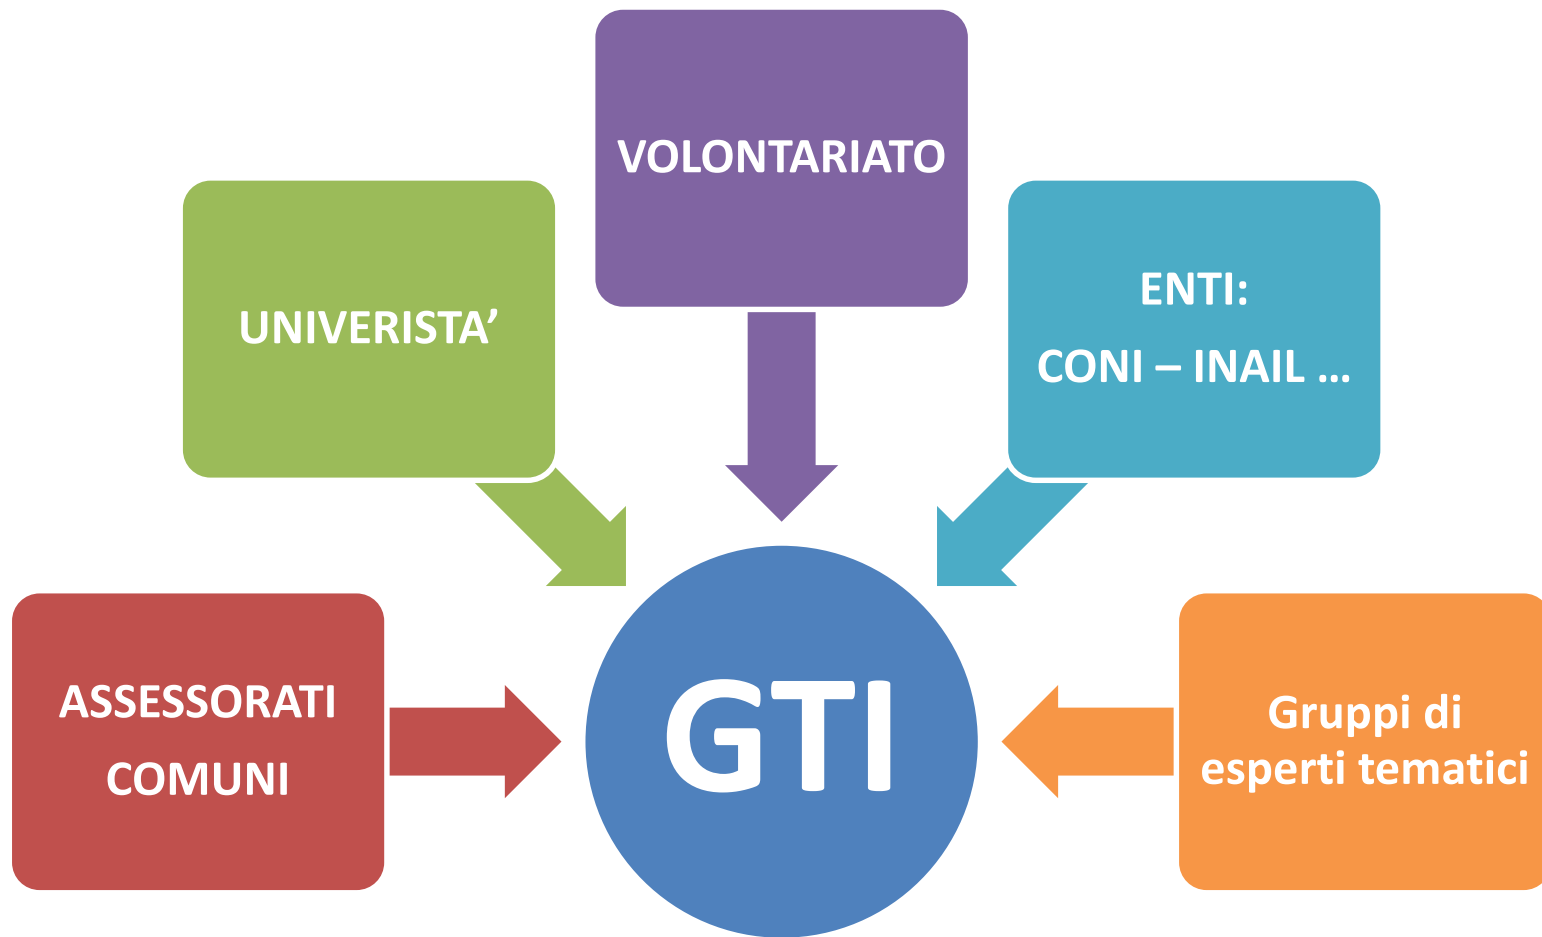 VOLONTARIATO
UNIVERISTA’
ENTI:
CONI – INAIL ...
ASSESSORATI
COMUNI
GTI
Gruppi di
esperti tematici